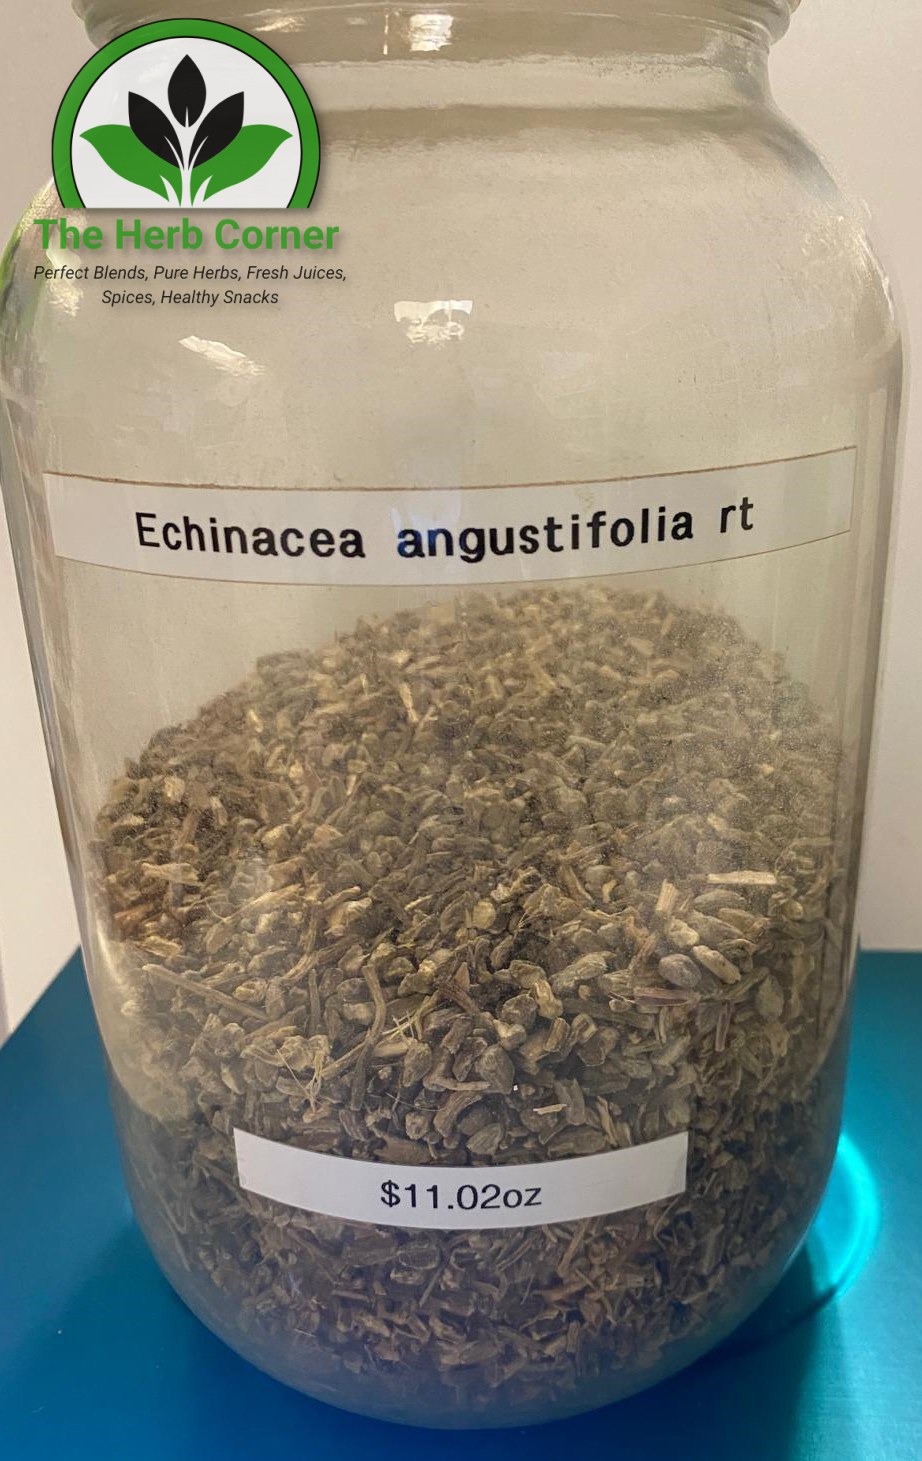 The Herb Corner
Perfect Blends, Pure Herbs, Fresh Juices,
Spices, Healthy Snacks
Echinacea angustifolia rt
$11.02oz